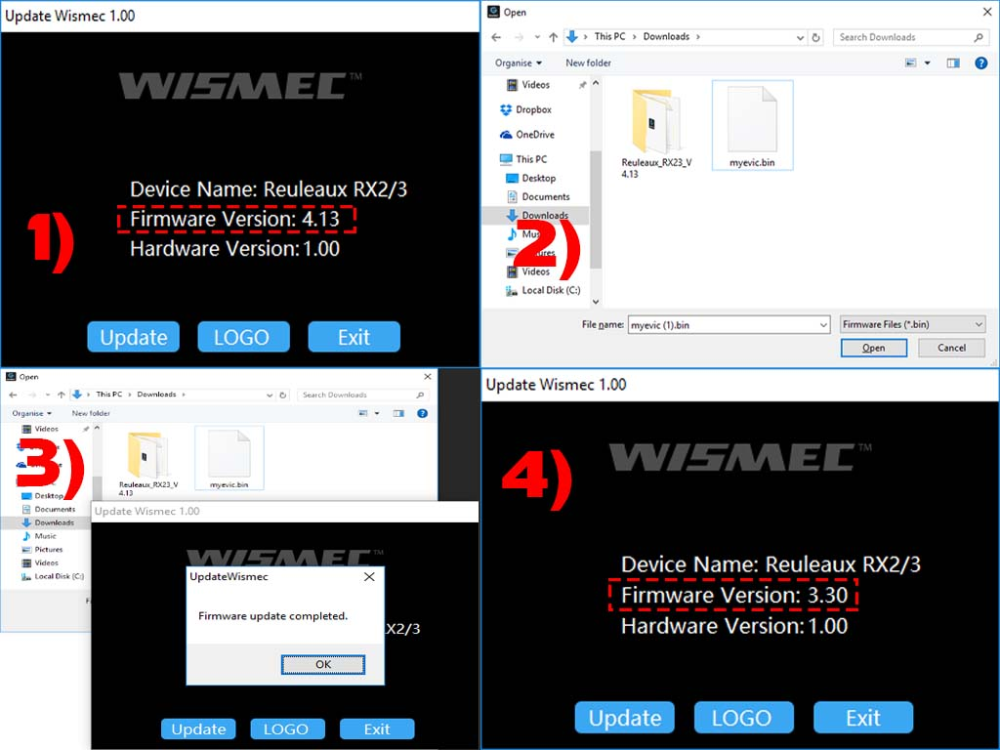 Update Wismec 1.00
WISMEC™
Device Name: Reuleaux RX2/3
Firmware Version: 4.13
Hardware Version: 1.00
1)
Update
LOGO
Exit
Open
This PC > Downloads >
Search Downloads
Organise
New folder
Videos
Dropbox
OneDrive
This PC
Desktop
Documents
Downloads
Videos
Local Disk (C:)
2)
Reuleaux_RX23_V
4.13
myevic.bin
File name:
myevic (1).bin
Firmware Files (*.bin)
Open
Cancel
Open
This PC > Downloads >
Search Downloads
Organise
New folder
Videos
3)
Desktop
Documents
Downloads
Music
Pictures
Videos
Local Disk (C:)
Reuleaux_RX23_V
4.13
myevic.bin
Update Wismec 1.00
WISMEC™
UpdateWismec
Firmware update completed.
OK
RX2/3
Update
LOGO
Exit
Update Wismec 1.00
WISMEC™
4)
Device Name: Reuleaux RX2/3
Firmware Version: 3.30
Hardware Version: 1.00
Update
LOGO
Exit